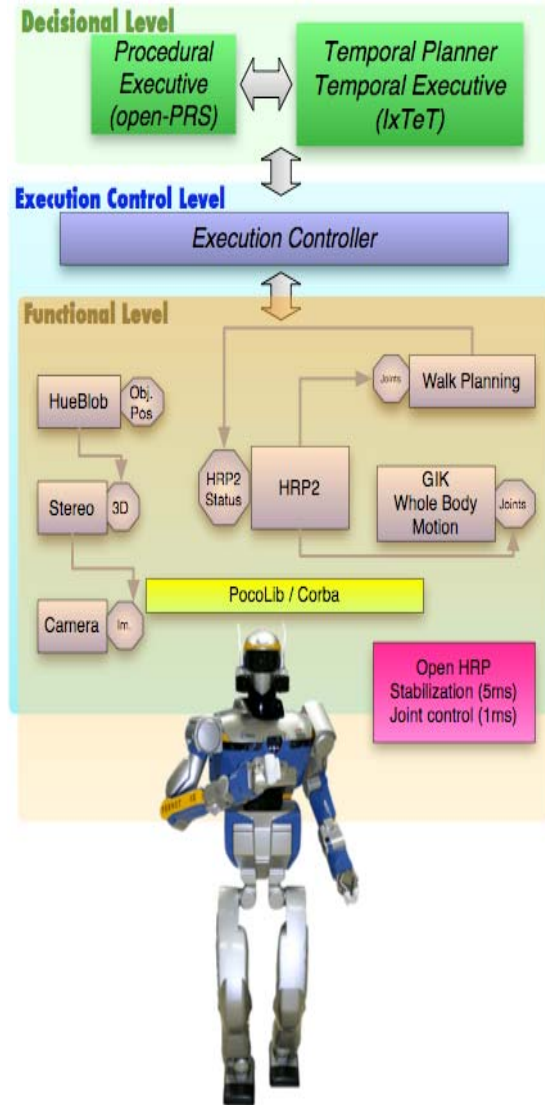 Decisional Level
Procedural
Executive
(open-PRS)
Temporal Planner
Temporal Executive
(IxTeT)
Execution Control Level
Execution Controller
Functional Level
Joints
Walk Planning
HueBlob
Obj.
Pos
HRP2
Status
HRP2
GIK
Whole Body
Motion
Joints
Stereo
3D
PocoLib / Corba
Camera
Im.
Open HRP
Stabilization (5ms)
Joint control (1ms)